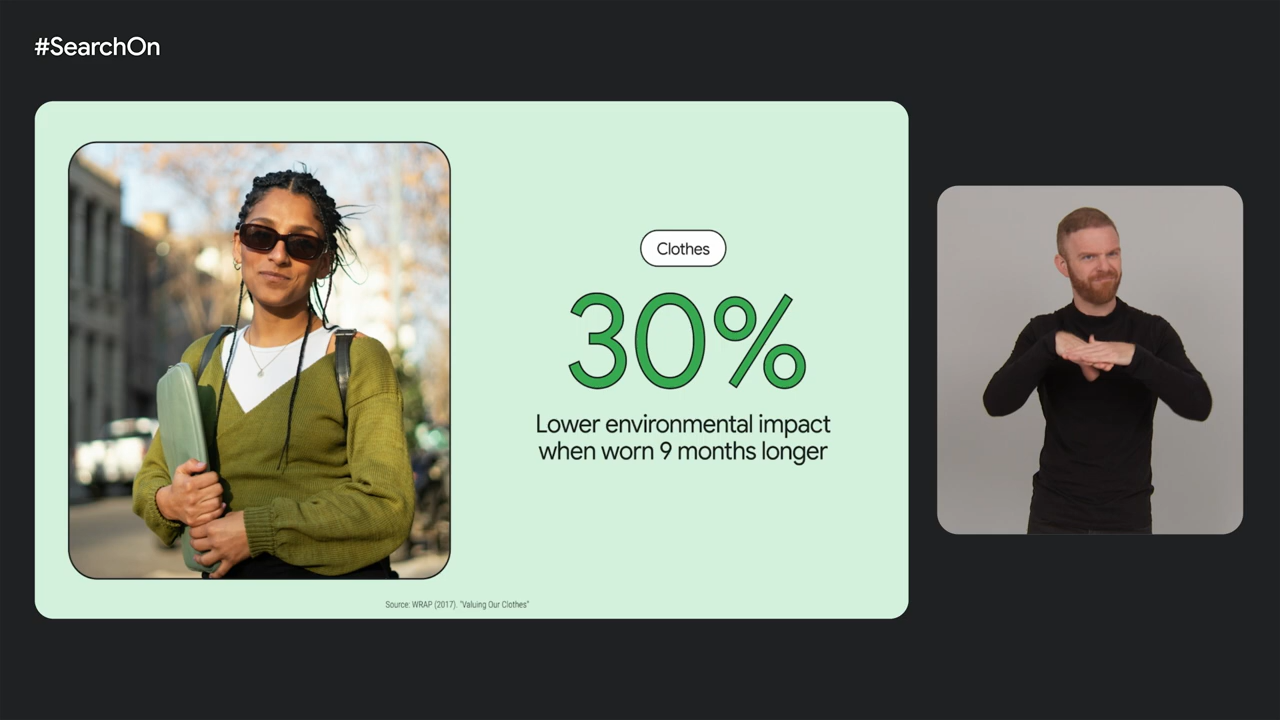 #SearchOn
Clothes
30%
Lower environmental impact
when worn 9 months longer
Source: WRAP (2017). "Valuing Our Clothes"